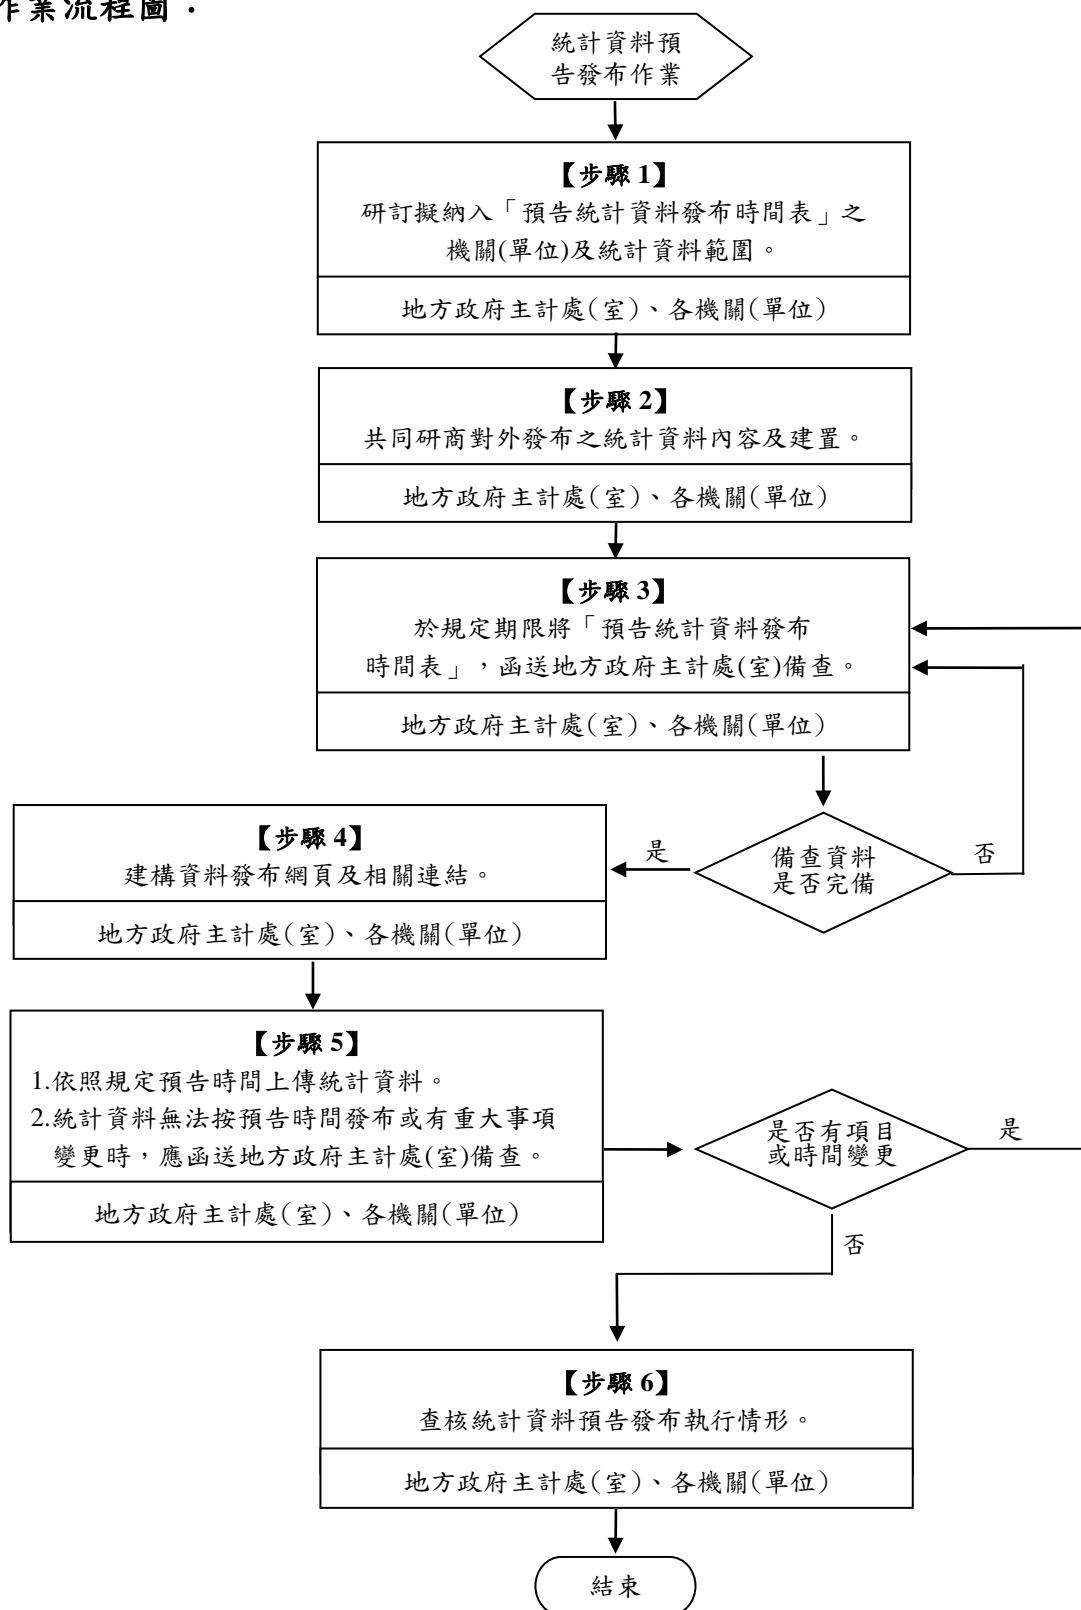 作業流程圖：
統計資料預
告發布作業
【步驟 1】
研訂擬納入「預告統計資料發布時間表」之
機關(單位)及統計資料範圍。
地方政府主計處(室)、各機關(單位)
【步驟 2】
共同研商對外發布之統計資料內容及建置。
地方政府主計處(室)、各機關(單位)
【步驟 3】
於規定期限將「預告統計資料發布
時間表」，函送地方政府主計處(室)備查。
地方政府主計處(室)、各機關(單位)
備查資料
是否完備
是
否
【步驟 4】
建構資料發布網頁及相關連結。
地方政府主計處(室)、各機關(單位)
【步驟 5】
1.依照規定預告時間上傳統計資料。
2.統計資料無法按預告時間發布或有重大事項
變更時，應函送地方政府主計處(室)備查。
地方政府主計處(室)、各機關(單位)
是否有項目
或時間變更
是
否
【步驟 6】
查核統計資料預告發布執行情形。
地方政府主計處(室)、各機關(單位)
結束